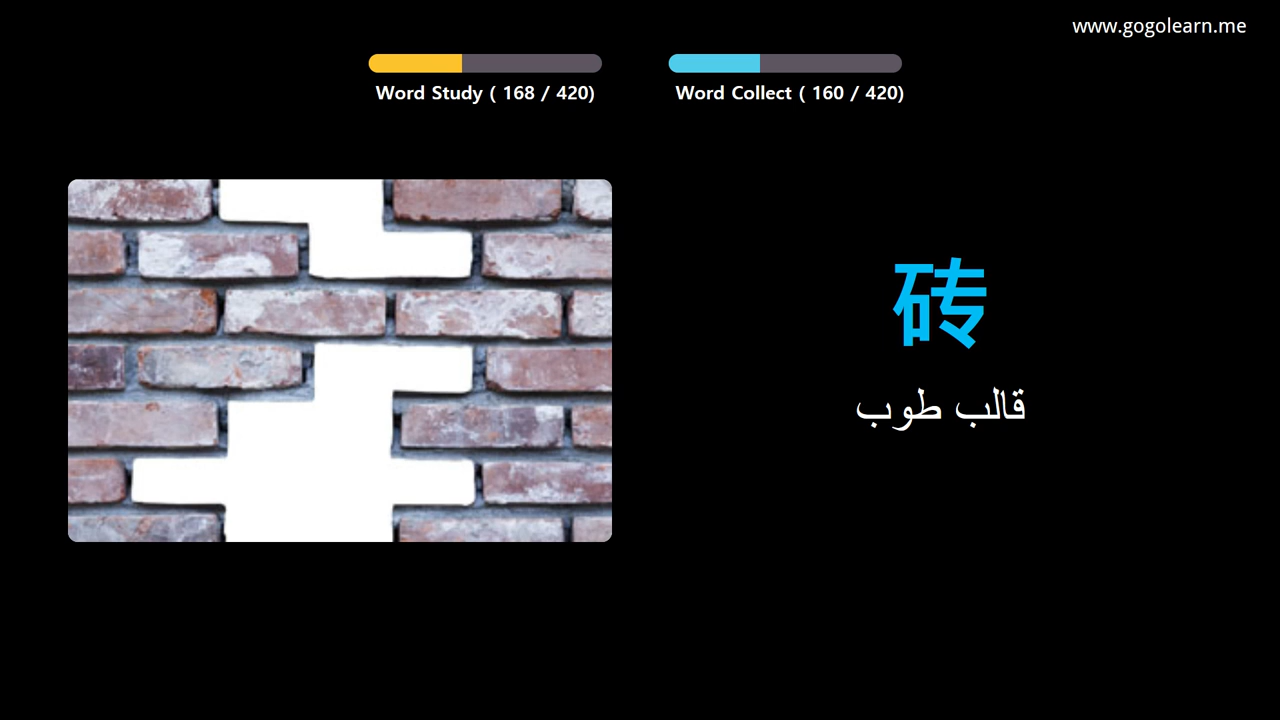 www.gogolearn.me
Word Study ( 168 / 420)
Word Collect ( 160 / 420)
砖
قالب طوب